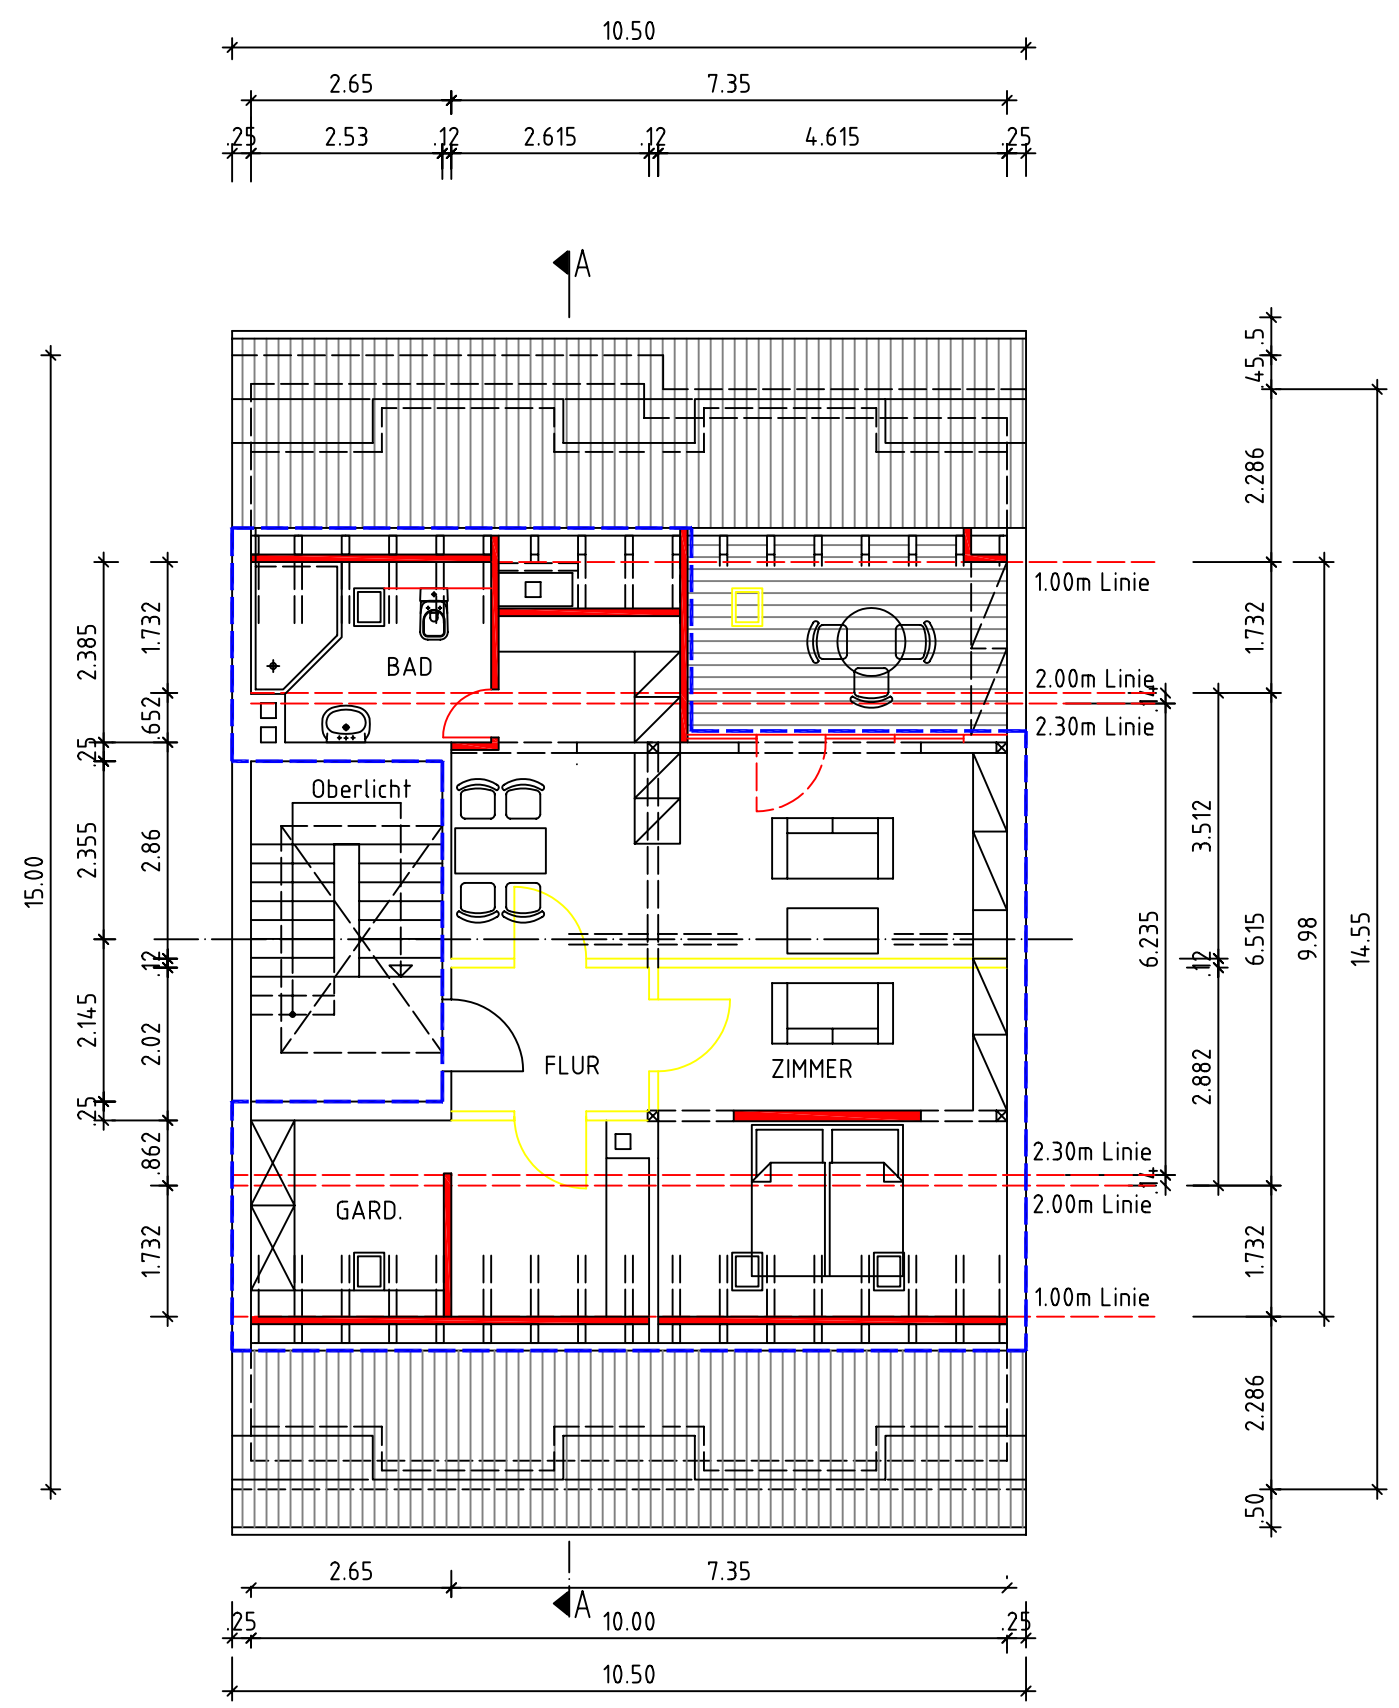 10.50
2.65 7.35
.25 2.53 .12 2.615 .12 4.615 .25
A
15.00
2.385
.25
2.355
2.145
.25
1.732
.652
2.86
.12
2.02
.862
1.732
BAD
Oberlicht
FLUR
ZIMMER
GARD.
1.00m Linie
2.00m Linie
2.30m Linie
2.30m Linie
2.00m Linie
1.00m Linie
.14
6.235
.14
3.512
.12
2.882
.5
.45
2.286
1.732
6.515
1.732
2.286
.50
9.98
14.55
2.65 7.35
A
.25 10.00 .25
10.50